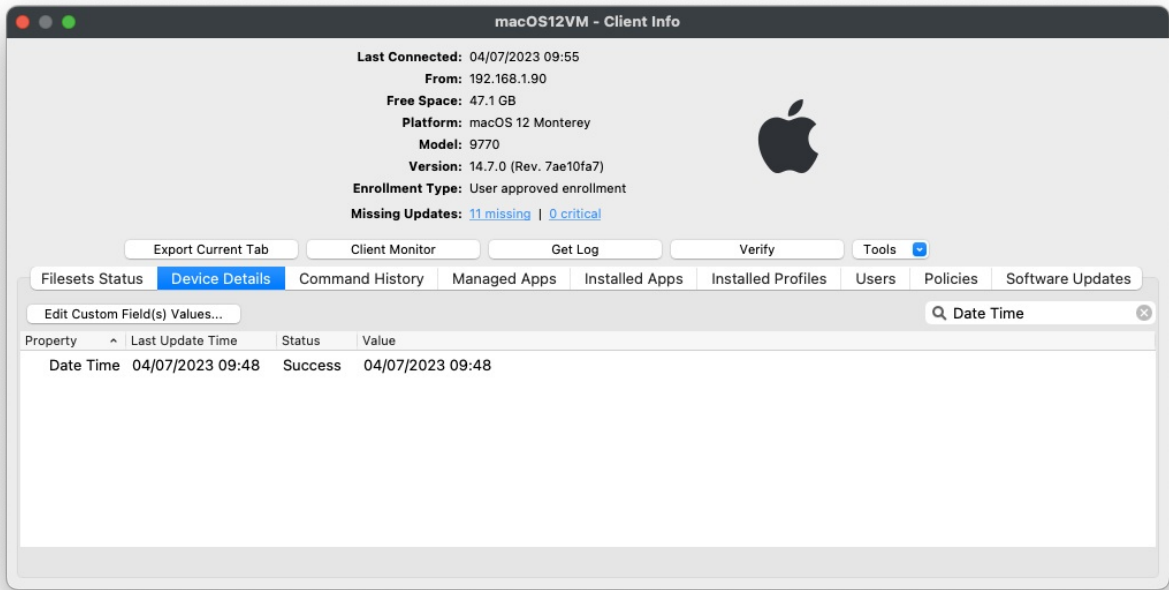 macOS12VM - Client Info
Last Connected: 04/07/2023 09:55
From: 192.168.1.90
Free Space: 47.1 GB
Platform: macOS 12 Monterey
Model: 9770
Version: 14.7.0 (Rev. 7ae10fa7)
Enrollment Type: User approved enrollment
Missing Updates: 11 missing | 0 critical
Export Current Tab Client Monitor Get Log Verify Tools
Filesets Status Device Details Command History Managed Apps Installed Apps Installed Profiles Users Policies Software Updates
Edit Custom Field(s) Values... Date Time
Property Last Update Time Status Value
Date Time 04/07/2023 09:48 Success 04/07/2023 09:48